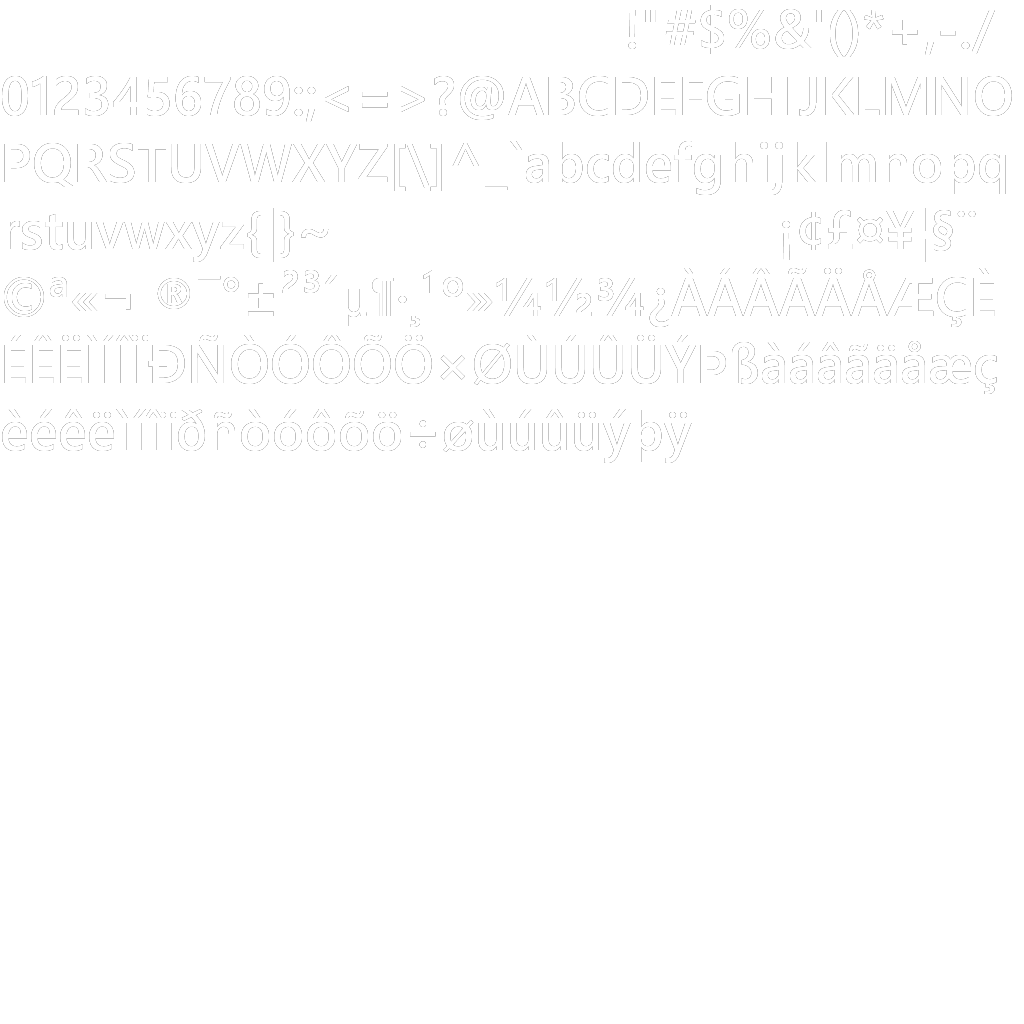 !"#$%&'()*+,-./
0123456789:;<=>?@ABCDEFGHIJKLMNO
PQRSTUVWXYZ[\]^_`abcdefghijklmnopq
rstuvwxyz{|}~ ¡¢£¤¥¦§¨
©ª«¬ ®¯°±²³´µ¶·¸¹º»¼½¾¿ÀÁÂÃÄÅÆÇÈ
ÉÊËÌÍÎÏÐÑÒÓÔÕÖ×ØÙÚÛÜÝÞßàáâãäåæç
èéêëìíîïðñòóôõö÷øùúûüýþÿ